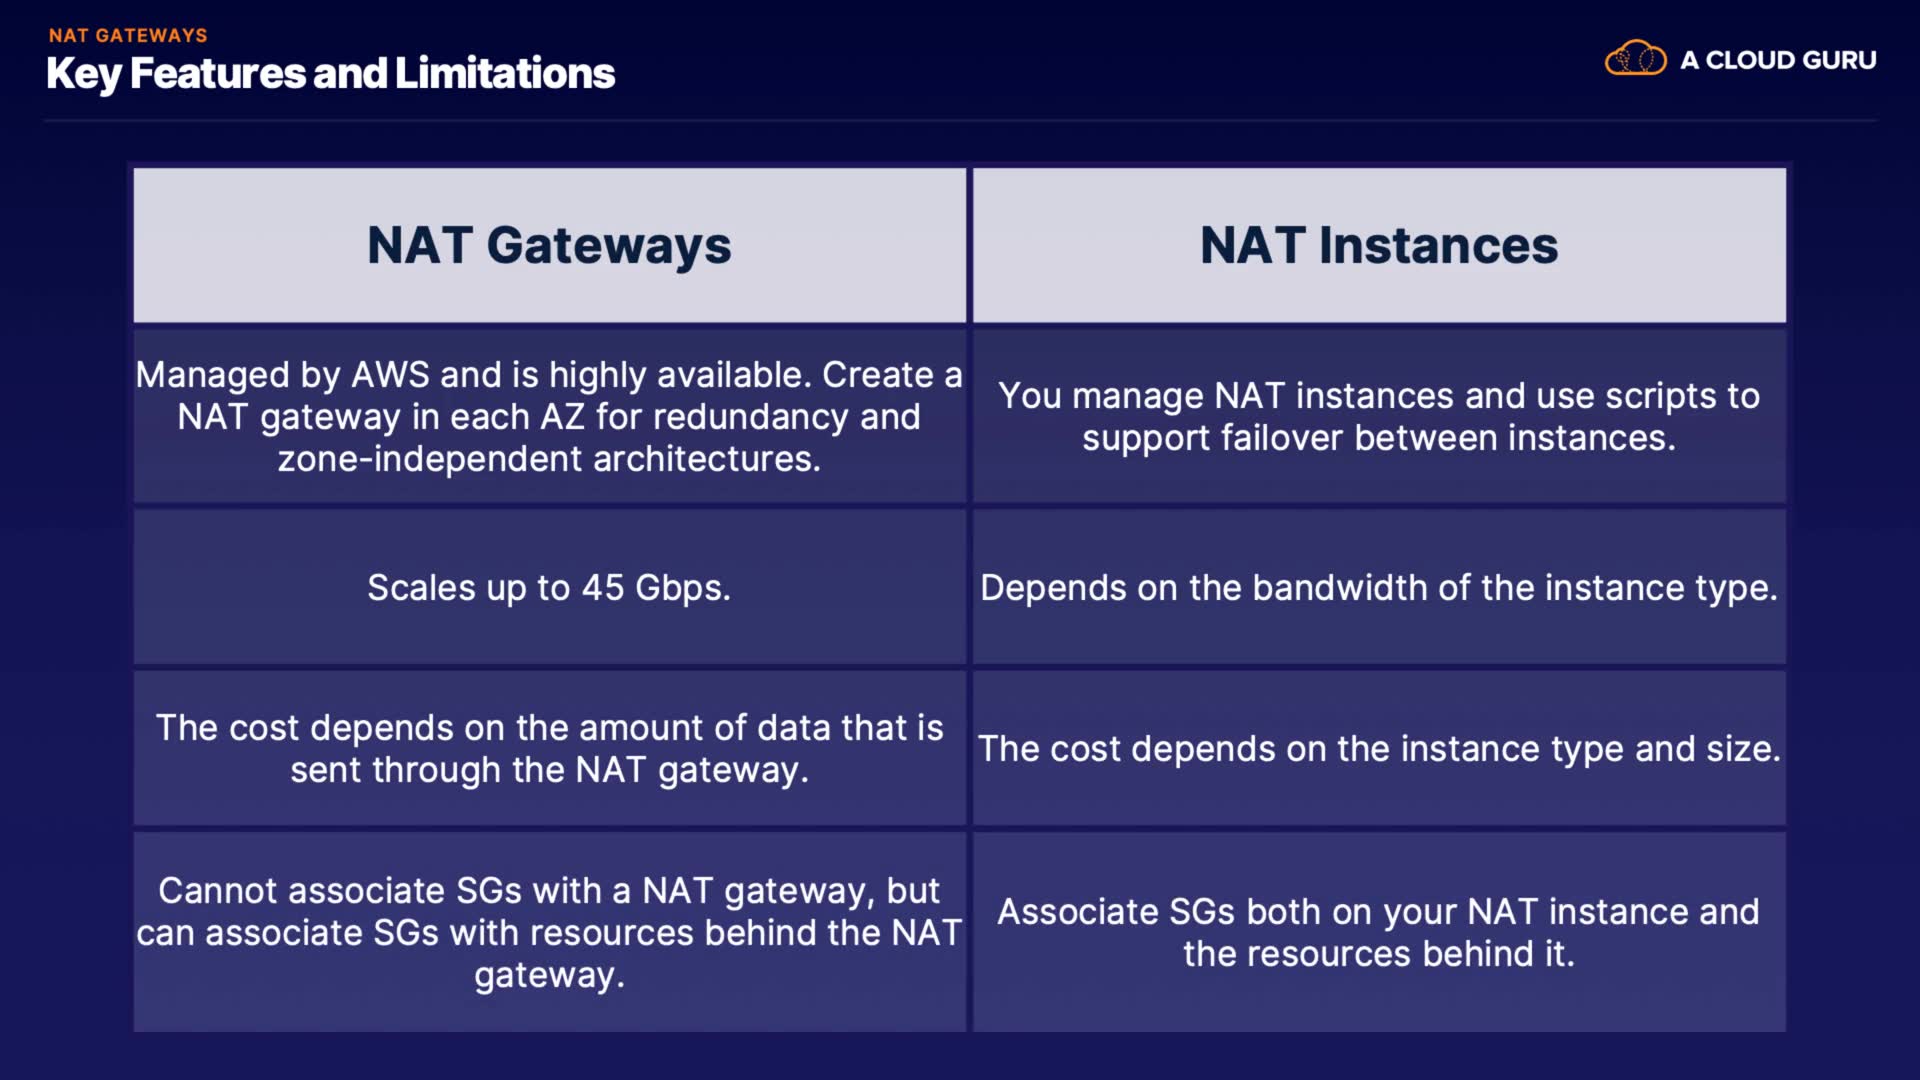 NAT GATEWAYS
Key Features and Limitations
A CLOUD GURU
NAT Gateways
NAT Instances
Managed by AWS and is highly available. Create a
NAT gateway in each AZ for redundancy and
zone-independent architectures.
You manage NAT instances and use scripts to
support failover between instances.
Scales up to 45 Gbps.
Depends on the bandwidth of the instance type.
The cost depends on the amount of data that is
sent through the NAT gateway.
The cost depends on the instance type and size.
Cannot associate SGs with a NAT gateway, but
can associate SGs with resources behind the NAT
gateway.
Associate SGs both on your NAT instance and
the resources behind it.